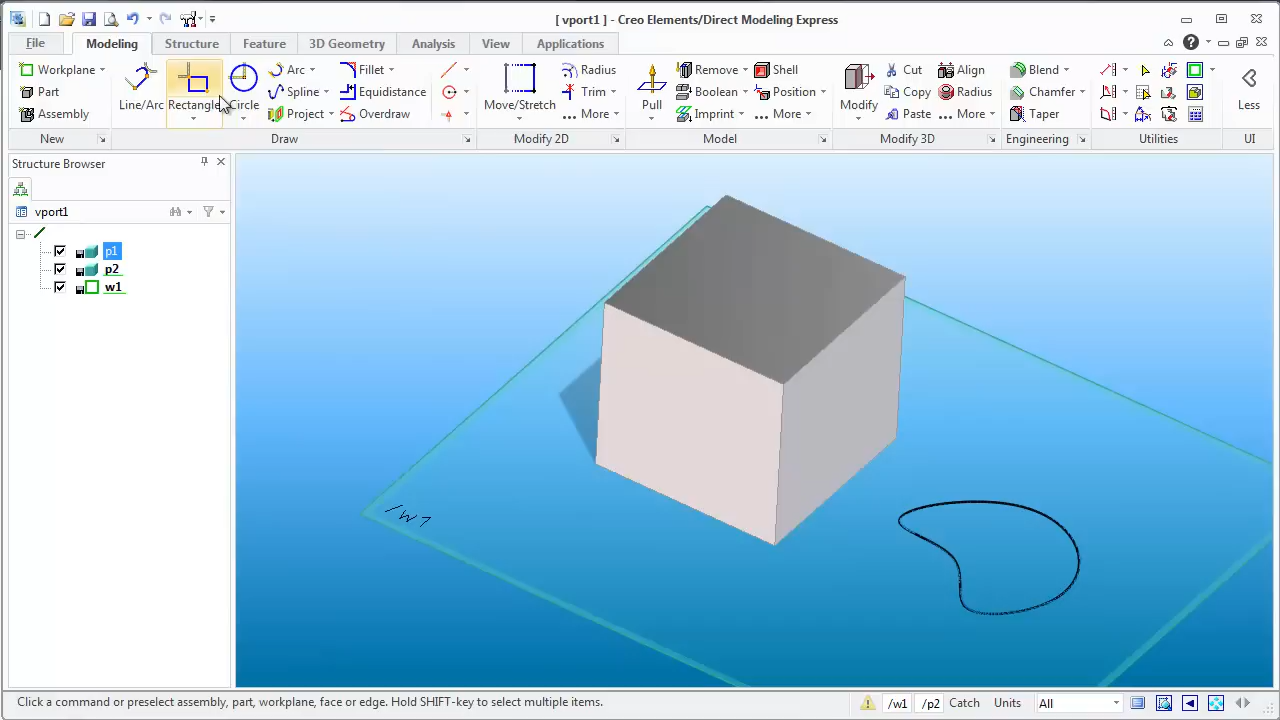 [ vport1 ] - Creo Elements/Direct Modeling Express
File Modeling Structure Feature 3D Geometry Analysis View Applications
Workplane Arc Fillet Radius Remove Shell Cut Align Blend
Part Spline Equidistance Trim Boolean Position Copy Radius Chamfer
Line/Arc Rectangle Circle Move/Stretch Pull Modify Less
Assembly Project Overdraw More Imprint More Paste More Taper
New Draw Modify 2D Model Modify 3D Engineering Utilities UI
Structure Browser
vport1
p1
p2
w1
/w1
Click a command or preselect assembly, part, workplane, face or edge. Hold SHIFT-key to select multiple items.
/w1 /p2 Catch Units All